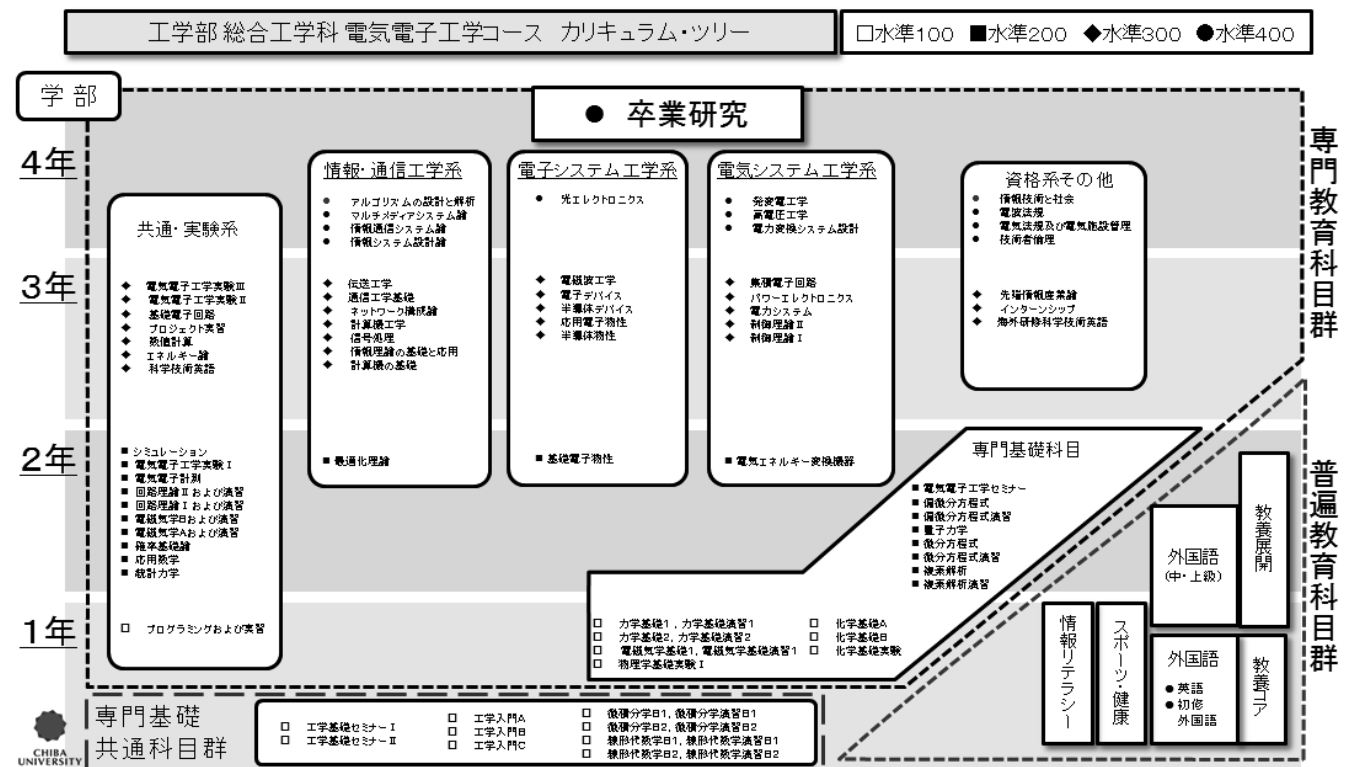 工学部 総合工学科 電気電子工学コース カリキュラム・ツリー
□水準100 ■水準200 ◆水準300 ●水準400
学 部
● 卒業研究
専門教育科目群
4年
3年
2年
1年
共通・実験系
◆ 電気電子工学実験Ⅲ
◆ 電気電子工学実験Ⅱ
◆ 基礎電子回路
◆ プロジェクト実習
◆ 数値計算
◆ エネルギー論
◆ 科学技術英語
■ シミュレーション
■ 電気電子工学実験Ⅰ
■ 電気電子計測
■ 回路理論Ⅱおよび演習
■ 回路理論Ⅰおよび演習
■ 電磁気学Bおよび演習
■ 電磁気学Aおよび演習
■ 確率基礎論
■ 応用数学
■ 統計力学
□ プログラミングおよび実習
情報・通信工学系
● アルゴリズムの設計と解析
● マルチメディアシステム論
● 情報通信システム論
● 情報システム設計論
◆ 伝送工学
◆ 通信工学基礎
◆ ネットワーク構成論
◆ 計算機工学
◆ 信号処理
◆ 情報理論の基礎と応用
◆ 計算機の基礎
■ 最適化理論
電子システム工学系
● 光エレクトロニクス
◆ 電磁波工学
◆ 電子デバイス
◆ 半導体デバイス
◆ 応用電子物性
◆ 半導体物性
■ 基礎電子物性
電気システム工学系
● 発変電工学
● 高電圧工学
● 電力変換システム設計
◆ 集積電子回路
◆ パワーエレクトロニクス
◆ 電力システム
◆ 制御理論Ⅱ
◆ 制御理論Ⅰ
■ 電気エネルギー変換機器
資格系その他
● 情報技術と社会
● 電波法規
● 電気法規及び電気施設管理
● 技術者倫理
◆ 先端情報産業論
◆ インターンシップ
◆ 海外研修科学技術英語
専門基礎科目
■ 電気電子工学セミナー
■ 偏微分方程式
■ 偏微分方程式演習
■ 量子力学
■ 微分方程式
■ 微分方程式演習
■ 複素解析
■ 複素解析演習
□ 力学基礎1 , 力学基礎演習1
□ 力学基礎2, 力学基礎演習2
□ 電磁気学基礎1, 電磁気学基礎演習1
□ 物理学基礎実験Ⅰ
□ 化学基礎A
□ 化学基礎B
□ 化学基礎実験
普遍教育科目群
情報リテラシー
スポーツ・健康
外国語
(中・上級)
教養展開
外国語
●英語
●初修
外国語
教養コア
専門基礎
共通科目群
□ 工学基礎セミナーⅠ
□ 工学基礎セミナーⅡ
□ 工学入門A
□ 工学入門B
□ 工学入門C
□ 微積分学B1, 微積分学演習B1
□ 微積分学B2, 微積分学演習B2
□ 線形代数学B1, 線形代数学演習B1
□ 線形代数学B2, 線形代数学演習B2
CHIBA
UNIVERSITY